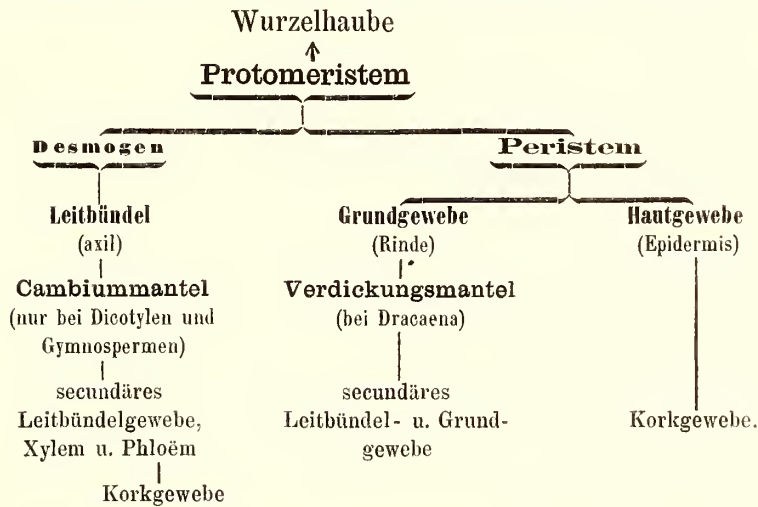 Wurzelhaube
Protomeristem
Desmogen
Peristem
Leitbündel
(axil)
Grundgewebe
(Rinde)
Hautgewebe
(Epidermis)
Cambiummantel
(nur bei Dicotylen und
Gymnospermen)
Verdickungsmantel
(bei Dracaena)
secundäres
Leitbündelgewebe,
Xylem u. Phloëm
secundäres
Leitbündel- u. Grund-
gewebe
Korkgewebe.
Korkgewebe